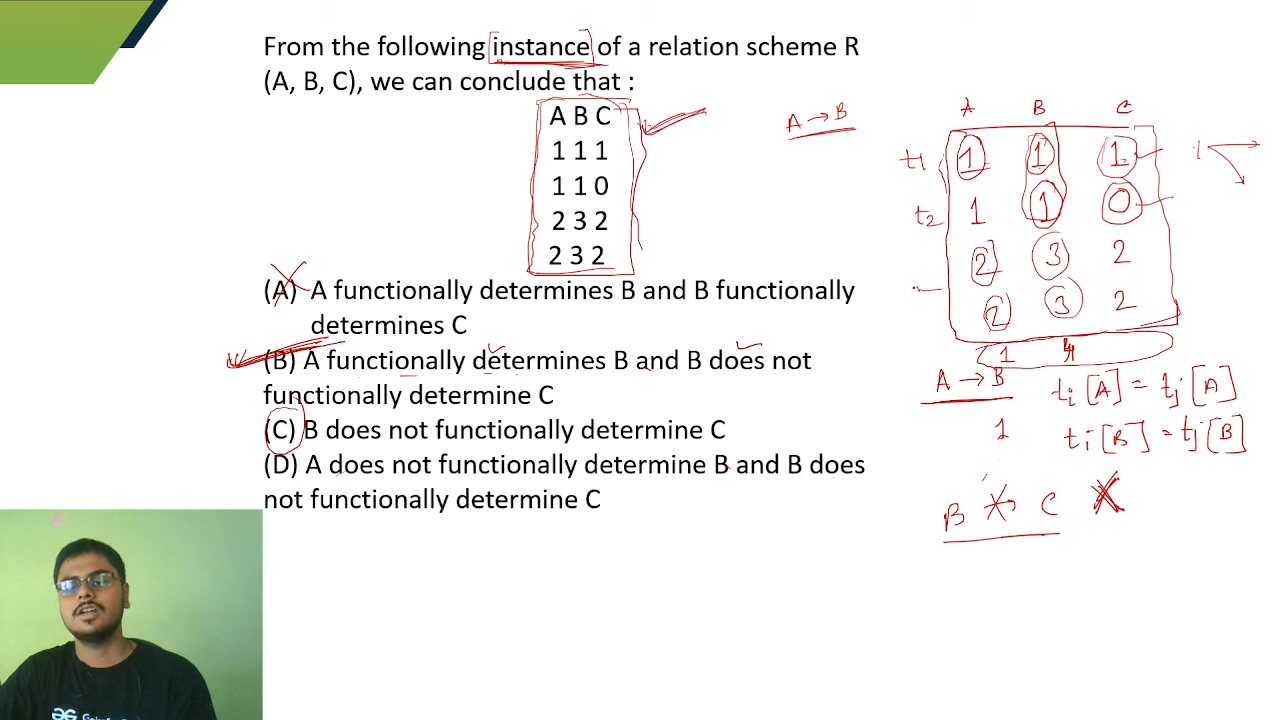 From the following instance of a relation scheme R
(A, B, C), we can conclude that :
A B C
1 1 1
1 1 0
2 3 2
2 3 2
(A) A functionally determines B and B functionally
determines C
(B) A functionally determines B and B does not
functionally determine C
(C) B does not functionally determine C
(D) A does not functionally determine B and B does
not functionally determine C
A → B
A B C
t1 1 1 1
t2 1 1 0
2 3 2
2 3 2
1 4
A → B ti [A] = tj [A]
1 ti [B] = tj [B]
B → C